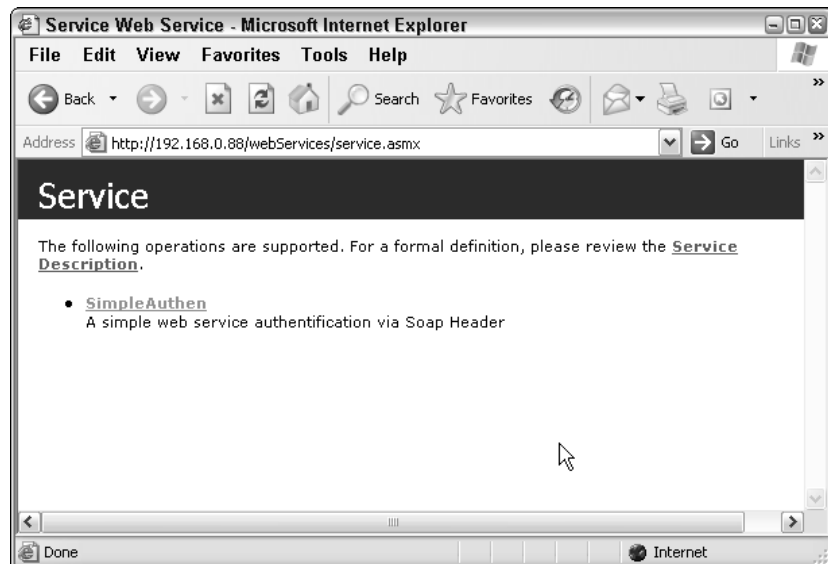 Service Web Service - Microsoft Internet Explorer
File Edit View Favorites Tools Help
Back Search Favorites »
Address http://192.168.0.88/webServices/service.asmx Go Links »
Service
The following operations are supported. For a formal definition, please review the Service
Description.
• SimpleAuthen
A simple web service authentification via Soap Header
Done Internet